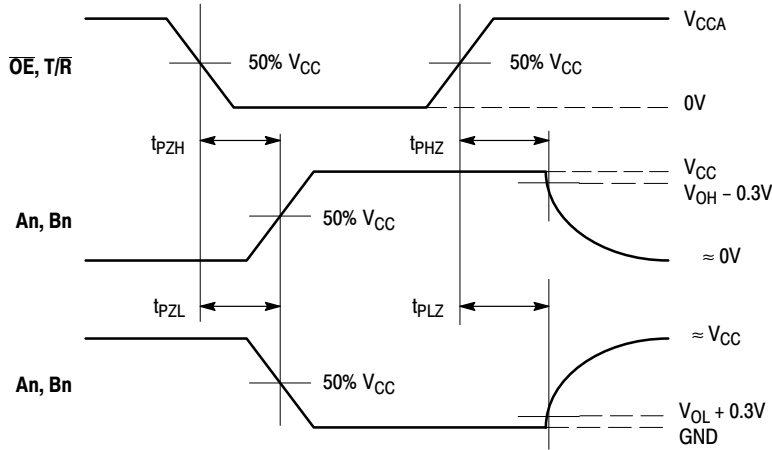 V_CCA
O̅E̅, T/R̅
50% V_CC
50% V_CC
0V
t_PZH
t_PHZ
V_CC
V_OH – 0.3V
An, Bn
50% V_CC
≈ 0V
t_PZL
t_PLZ
≈ V_CC
An, Bn
50% V_CC
V_OL + 0.3V
GND